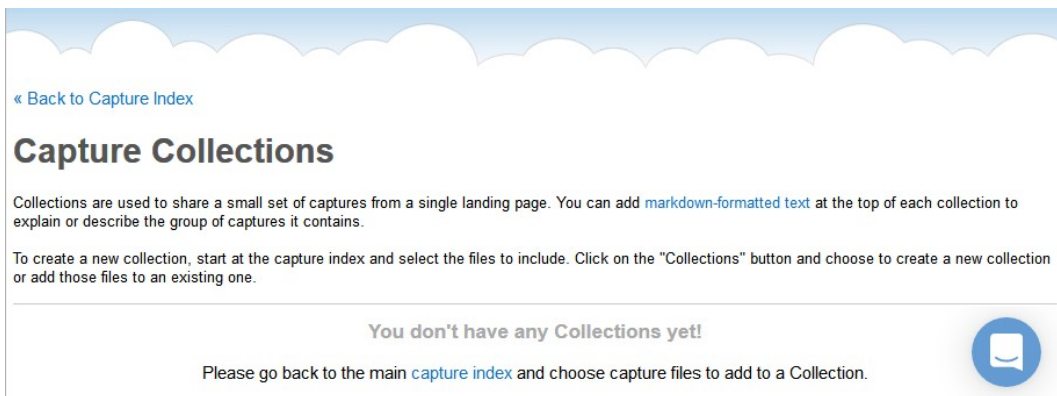 « Back to Capture Index
Capture Collections
Collections are used to share a small set of captures from a single landing page. You can add markdown-formatted text at the top of each collection to
explain or describe the group of captures it contains.
To create a new collection, start at the capture index and select the files to include. Click on the "Collections" button and choose to create a new collection
or add those files to an existing one.
You don't have any Collections yet!
Please go back to the main capture index and choose capture files to add to a Collection.